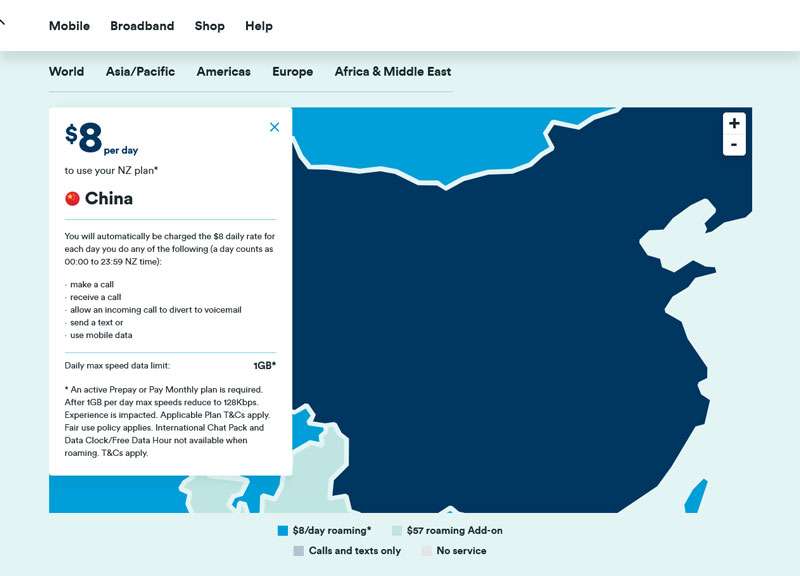 Mobile Broadband Shop Help
World Asia/Pacific Americas Europe Africa & Middle East
$8 per day
to use your NZ plan*
China
You will automatically be charged the $8 daily rate for
each day you do any of the following (a day counts as
00:00 to 23:59 NZ time):
· make a call
· receive a call
· allow an incoming call to divert to voicemail
· send a text or
· use mobile data
Daily max speed data limit: 1GB*
* An active Prepay or Pay Monthly plan is required.
After 1GB per day max speeds reduce to 128Kbps.
Experience is impacted. Applicable Plan T&Cs apply.
Fair use policy applies. International Chat Pack and
Data Clock/Free Data Hour not available when
roaming. T&Cs apply.
+
-
$8/day roaming* $57 roaming Add-on
Calls and texts only No service